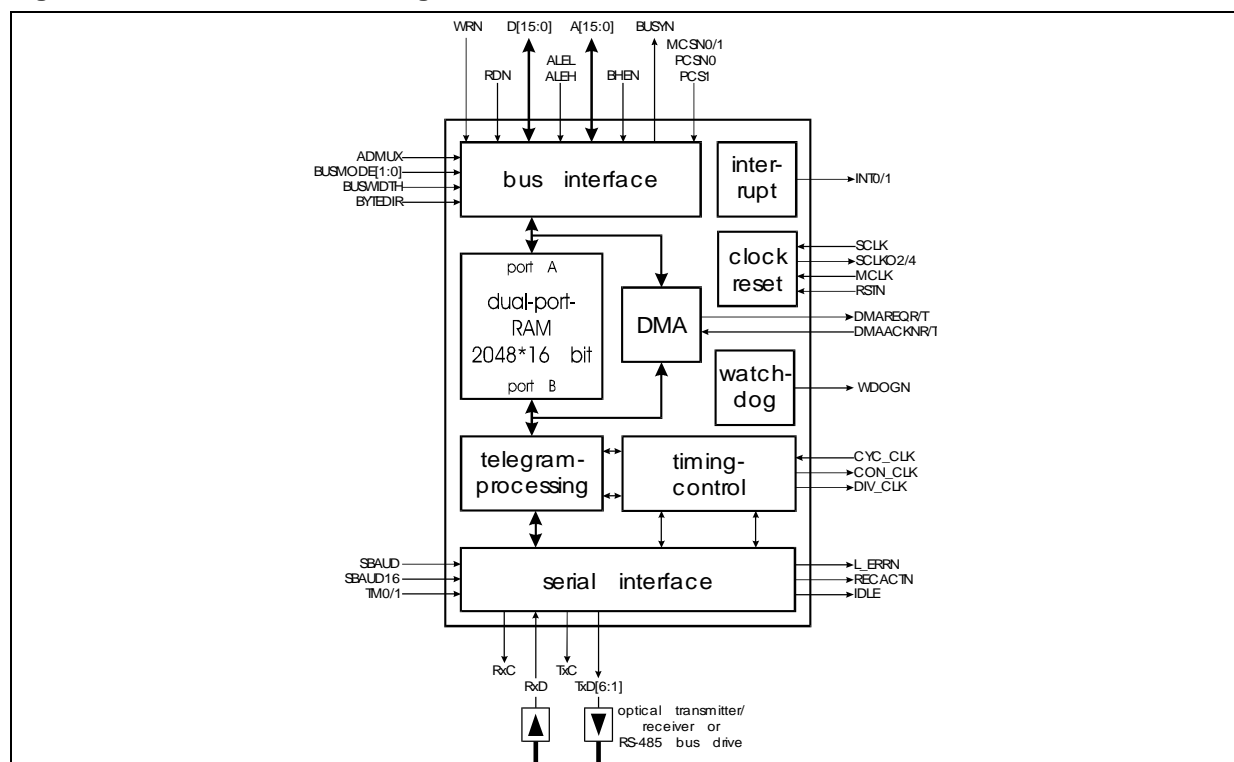 WRN
D[15:0]
A[15:0]
BUSYN
MCSN0/1
PCSN0
PCS1
RDN
ALEL
ALEH
BHEN
ADMUX
BUSMODE[1:0]
BUSWIDTH
BYTEDIR
bus interface
inter-
rupt
INT0/1
clock
reset
SCLK
SCLKO2/4
MCLK
RSTN
port A
dual-port-
RAM
2048*16 bit
port B
DMA
DMAREQR/T
DMAACKNR/T
watch-
dog
WDOGN
telegram-
processing
timing-
control
CYC_CLK
CON_CLK
DIV_CLK
SBAUD
SBAUD16
TM0/1
serial interface
L_ERRN
RECACTN
IDLE
RxC
RxD
TxC
TxD[6:1]
optical transmitter/
receiver or
RS-485 bus drive